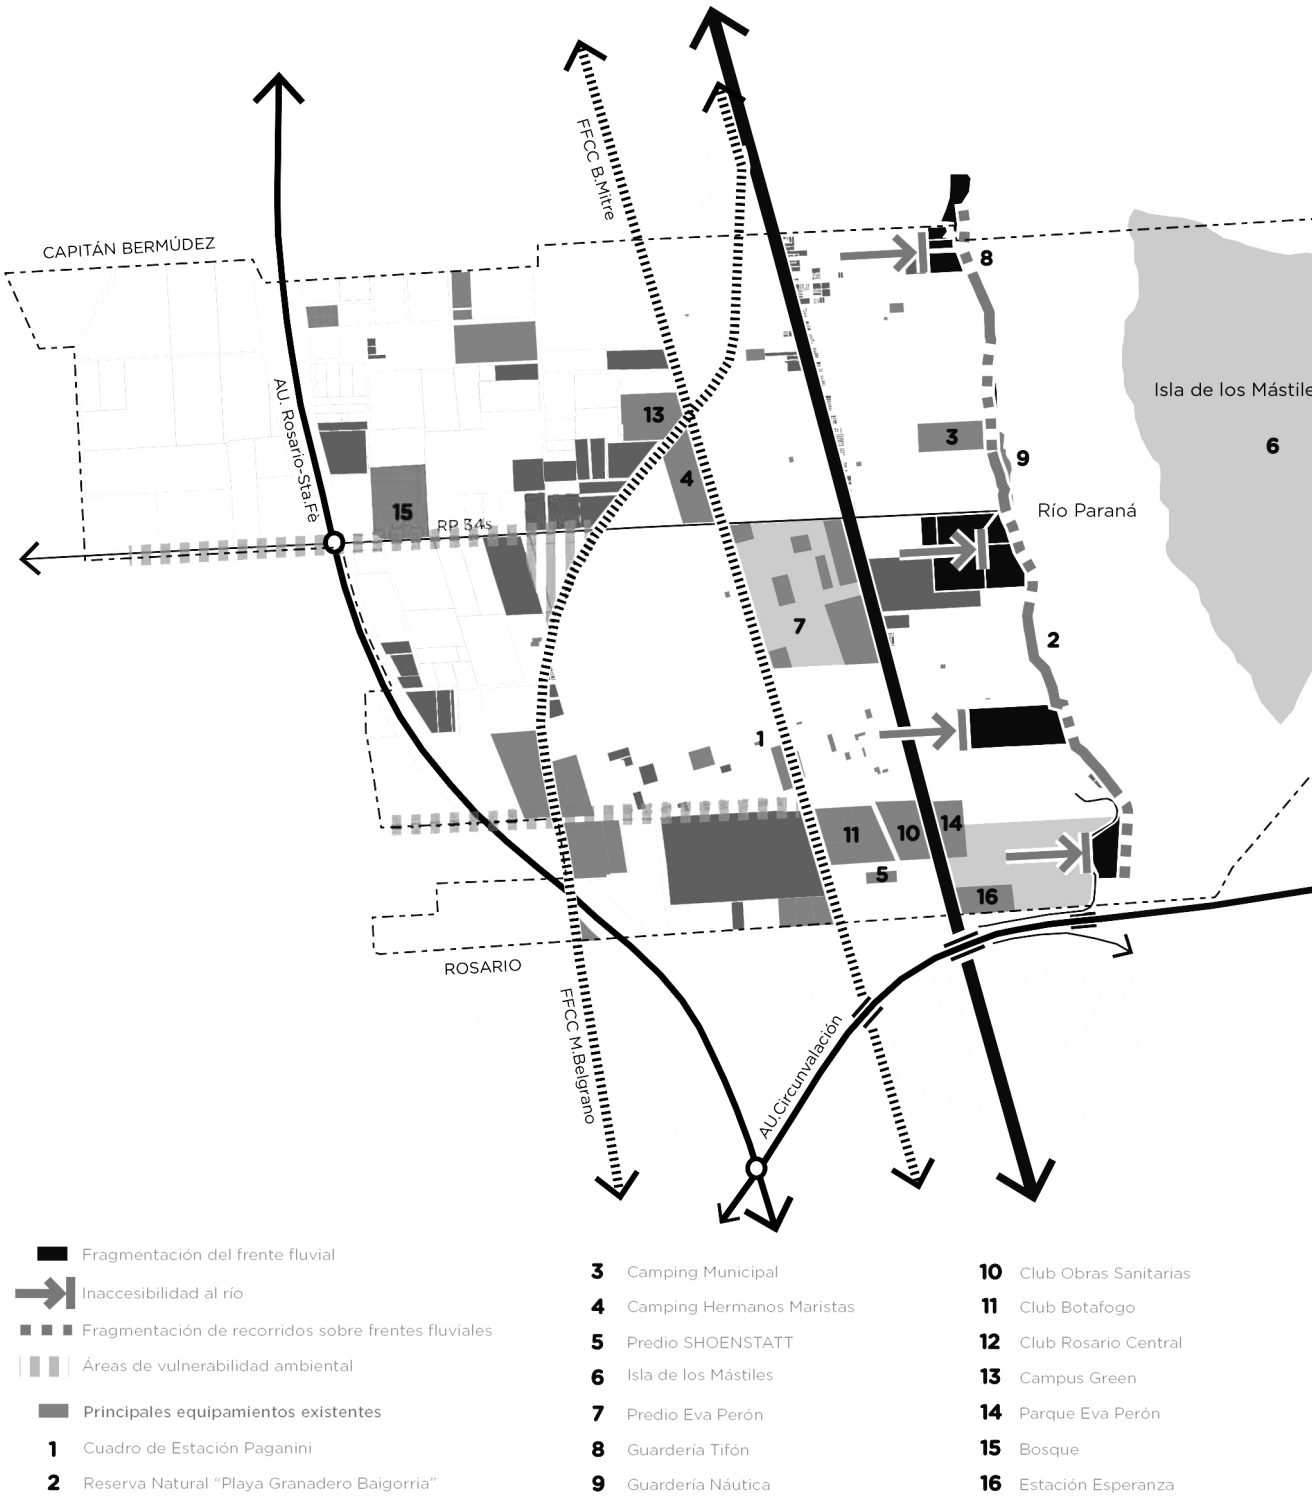 FFCC B.Mitre
CAPITÁN BERMÚDEZ
8
Isla de los Mástile
AU. Rosario-Sta.Fè
13
3
6
9
4
15
RP 34s
Río Paraná
7
2
1
11
10
14
5
16
ROSARIO
FFCC M.Belgrano
AU.Circunvalación
Fragmentación del frente fluvial
Inaccesibilidad al río
Fragmentación de recorridos sobre frentes fluviales
Áreas de vulnerabilidad ambiental
Principales equipamientos existentes
1 Cuadro de Estación Paganini
2 Reserva Natural “Playa Granadero Baigorria”
3 Camping Municipal
4 Camping Hermanos Maristas
5 Predio SHOENSTATT
6 Isla de los Mástiles
7 Predio Eva Perón
8 Guardería Tifón
9 Guardería Náutica
10 Club Obras Sanitarias
11 Club Botafogo
12 Club Rosario Central
13 Campus Green
14 Parque Eva Perón
15 Bosque
16 Estación Esperanza